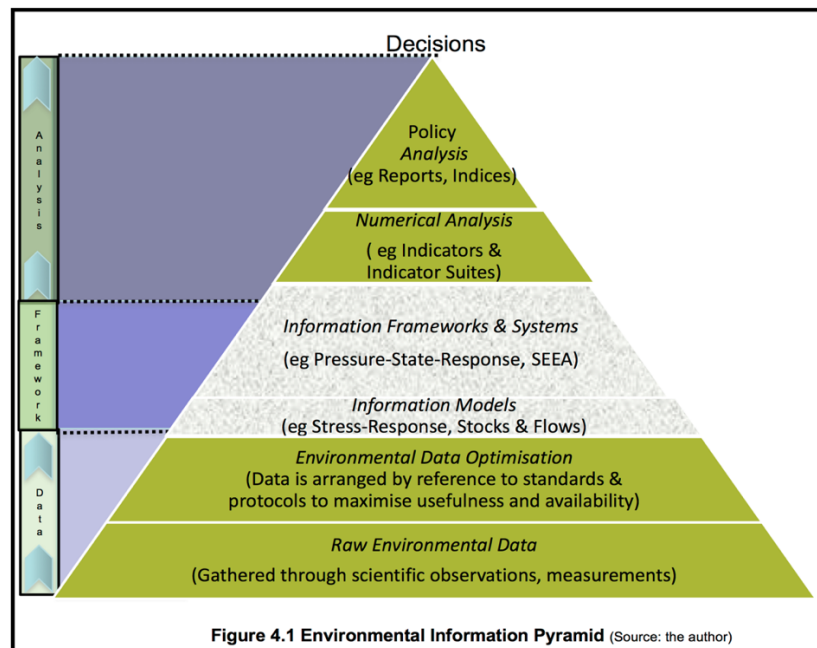 Decisions
Analysis
Policy
Analysis
(eg Reports, Indices)
Numerical Analysis
( eg Indicators &
Indicator Suites)
Framework
Information Frameworks & Systems
(eg Pressure-State-Response, SEEA)
Information Models
(eg Stress-Response, Stocks & Flows)
Data
Environmental Data Optimisation
(Data is arranged by reference to standards &
protocols to maximise usefulness and availability)
Raw Environmental Data
(Gathered through scientific observations, measurements)
Figure 4.1 Environmental Information Pyramid (Source: the author)